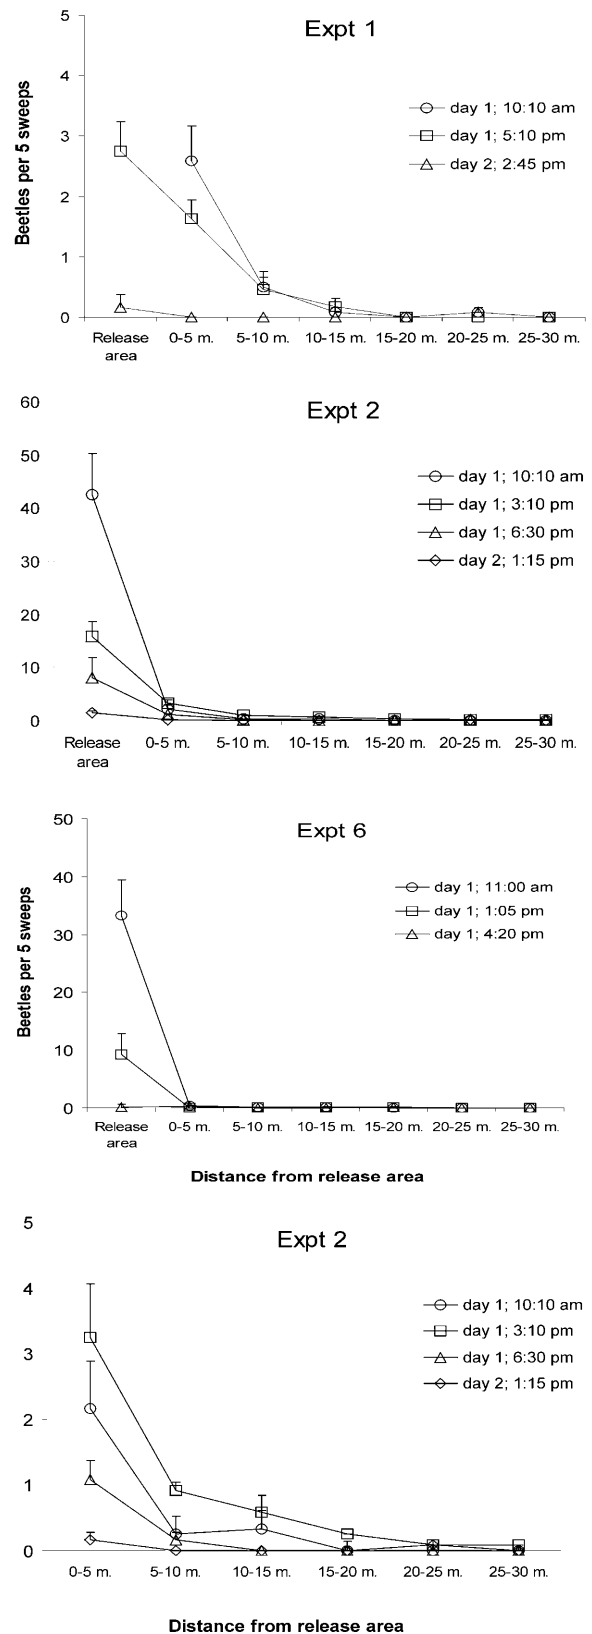 Expt 1
5
4
3
2
1
0
Beetles per 5 sweeps
day 1; 10:10 am
day 1; 5:10 pm
day 2; 2:45 pm
Release area
0-5 m.
5-10 m.
10-15 m.
15-20 m.
20-25 m.
25-30 m.
Expt 2
60
50
40
30
20
10
0
day 1; 10:10 am
day 1; 3:10 pm
day 1; 6:30 pm
day 2; 1:15 pm
Release area
0-5 m.
5-10 m.
10-15 m.
15-20 m.
20-25 m.
25-30 m.
Expt 6
50
40
30
20
10
0
Beetles per 5 sweeps
day 1; 11:00 am
day 1; 1:05 pm
day 1; 4:20 pm
Release area
0-5 m.
5-10 m.
10-15 m.
15-20 m.
20-25 m.
25-30 m.
Distance from release area
Expt 2
5
4
3
2
1
0
day 1; 10:10 am
day 1; 3:10 pm
day 1; 6:30 pm
day 2; 1:15 pm
0-5 m.
5-10 m.
10-15 m.
15-20 m.
20-25 m.
25-30 m.
Distance from release area